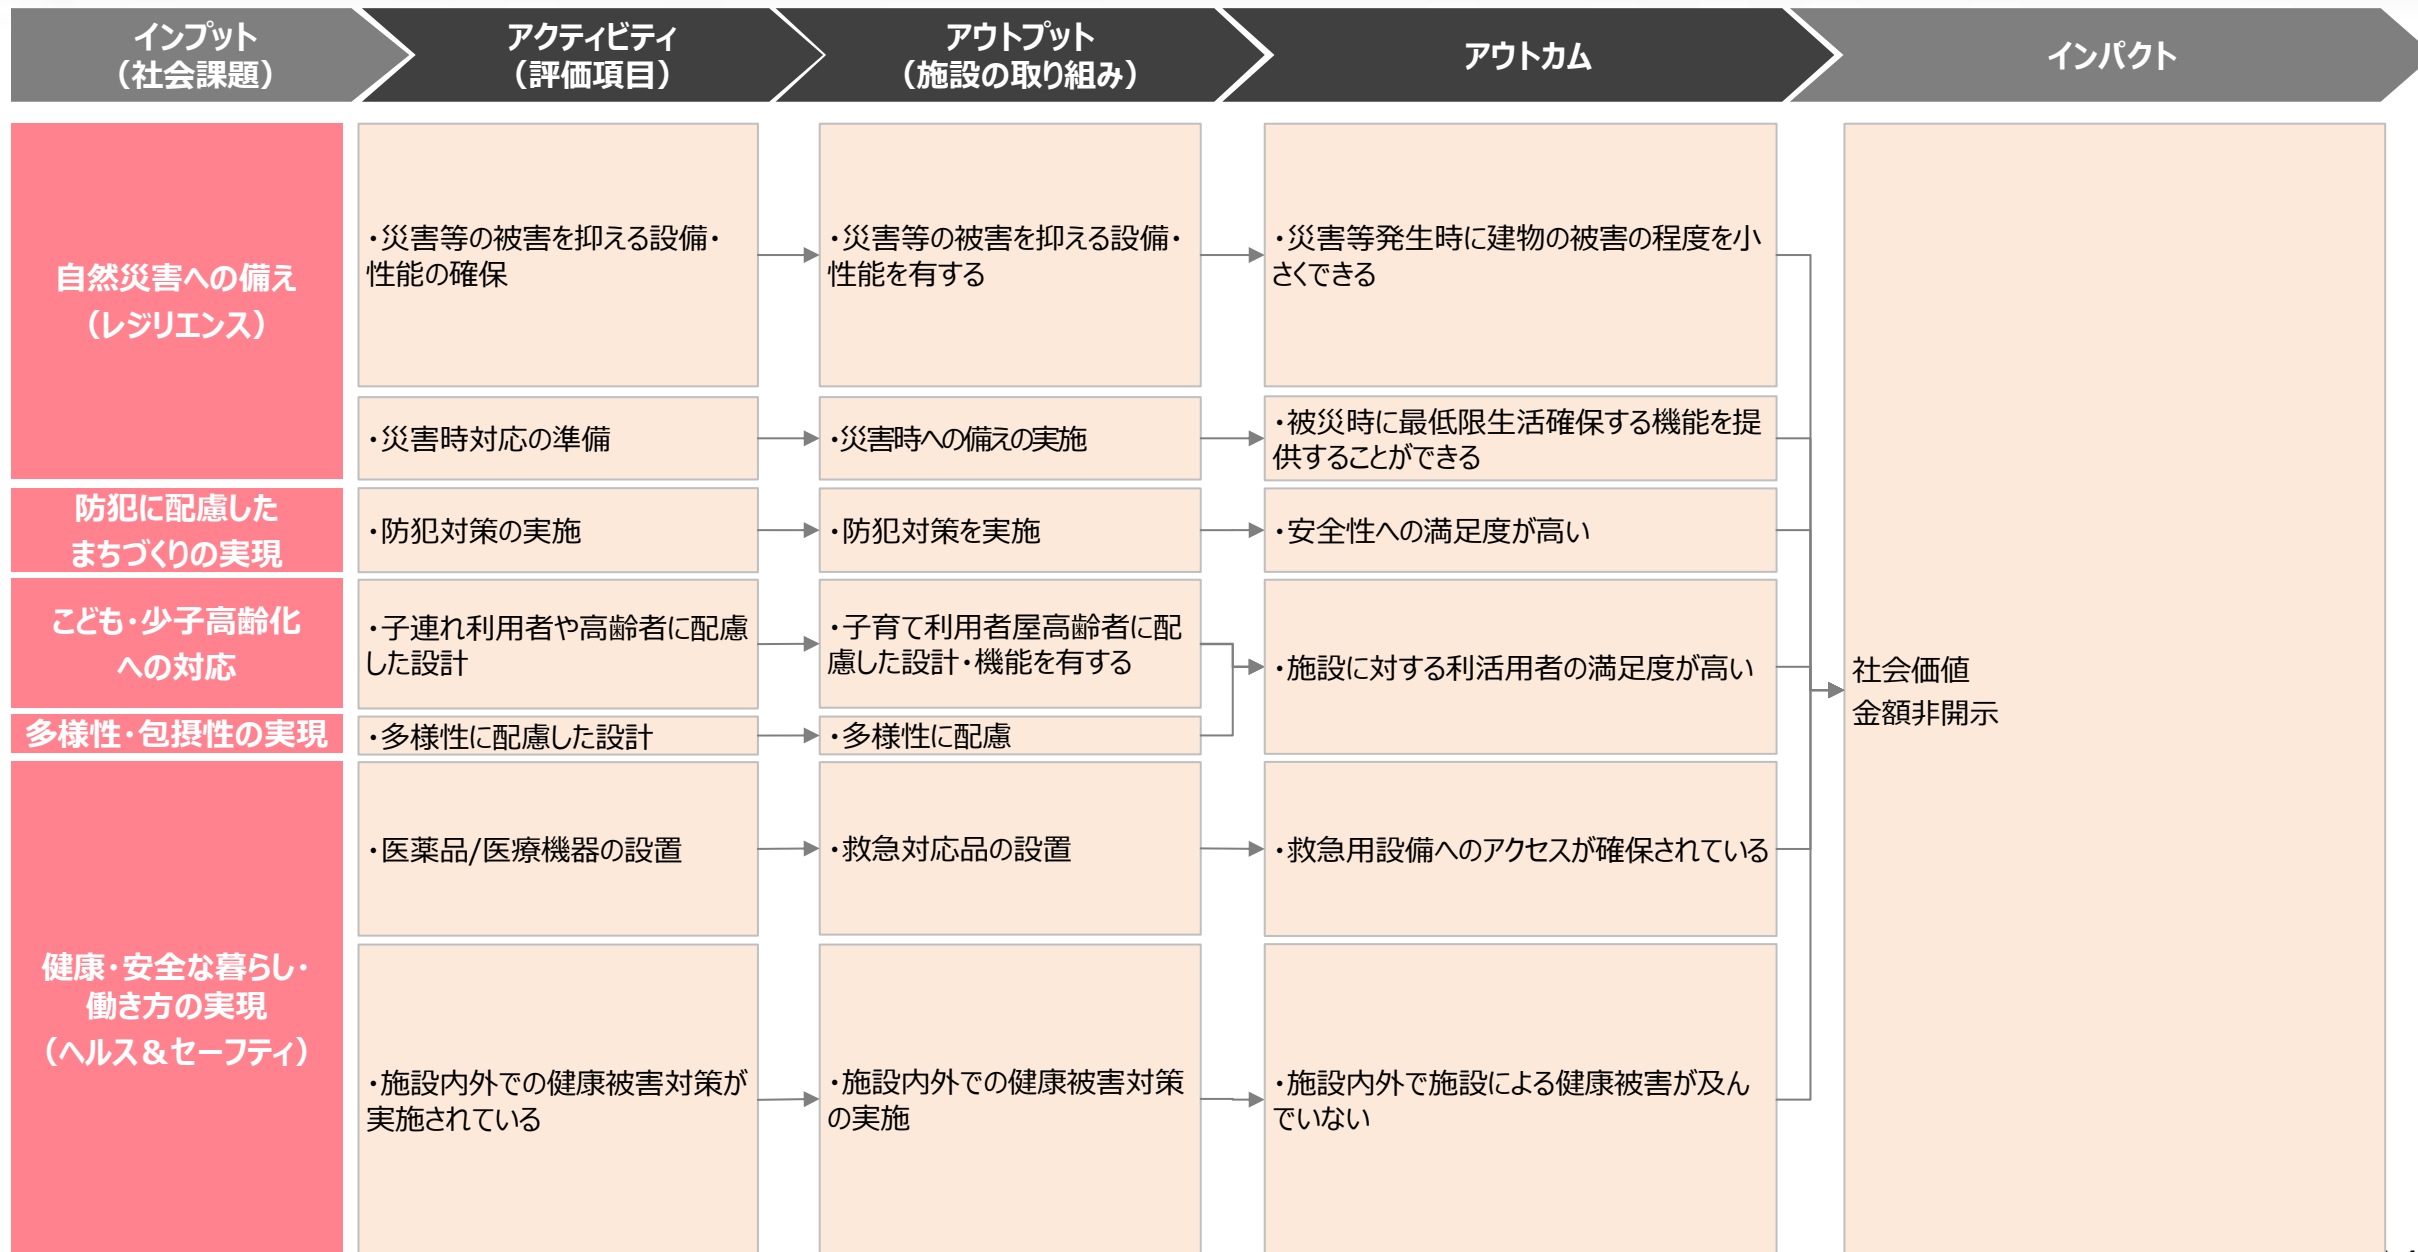 インプット
（社会課題）
アクティビティ
（評価項目）
アウトプット
（施設の取り組み）
アウトカム
インパクト
自然災害への備え
（レジリエンス）
・災害等の被害を抑える設備・
性能の確保
・災害等の被害を抑える設備・
性能を有する
・災害等発生時に建物の被害の程度を小
さくできる
・災害時対応の準備
・災害時への備えの実施
・被災時に最低限生活確保する機能を提
供することができる
防犯に配慮した
まちづくりの実現
・防犯対策の実施
・防犯対策を実施
・安全性への満足度が高い
こども・少子高齢化
への対応
・子連れ利用者や高齢者に配慮
した設計
・子育て利用者屋高齢者に配
慮した設計・機能を有する
・施設に対する利活用者の満足度が高い
多様性・包摂性の実現
・多様性に配慮した設計
・多様性に配慮
社会価値
金額非開示
健康・安全な暮らし・
働き方の実現
（ヘルス＆セーフティ）
・医薬品/医療機器の設置
・救急対応品の設置
・救急用設備へのアクセスが確保されている
・施設内外での健康被害対策が
実施されている
・施設内外での健康被害対策
の実施
・施設内外で施設による健康被害が及ん
でいない